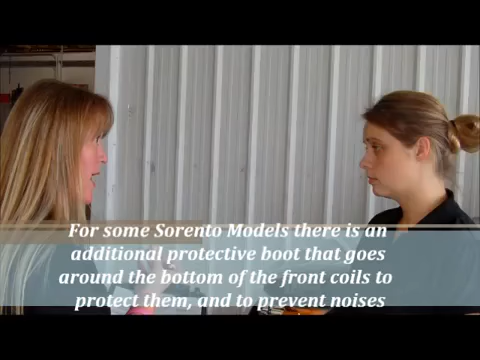 For some Sorento Models there is an
additional protective boot that goes
around the bottom of the front coils to
protect them, and to prevent noises